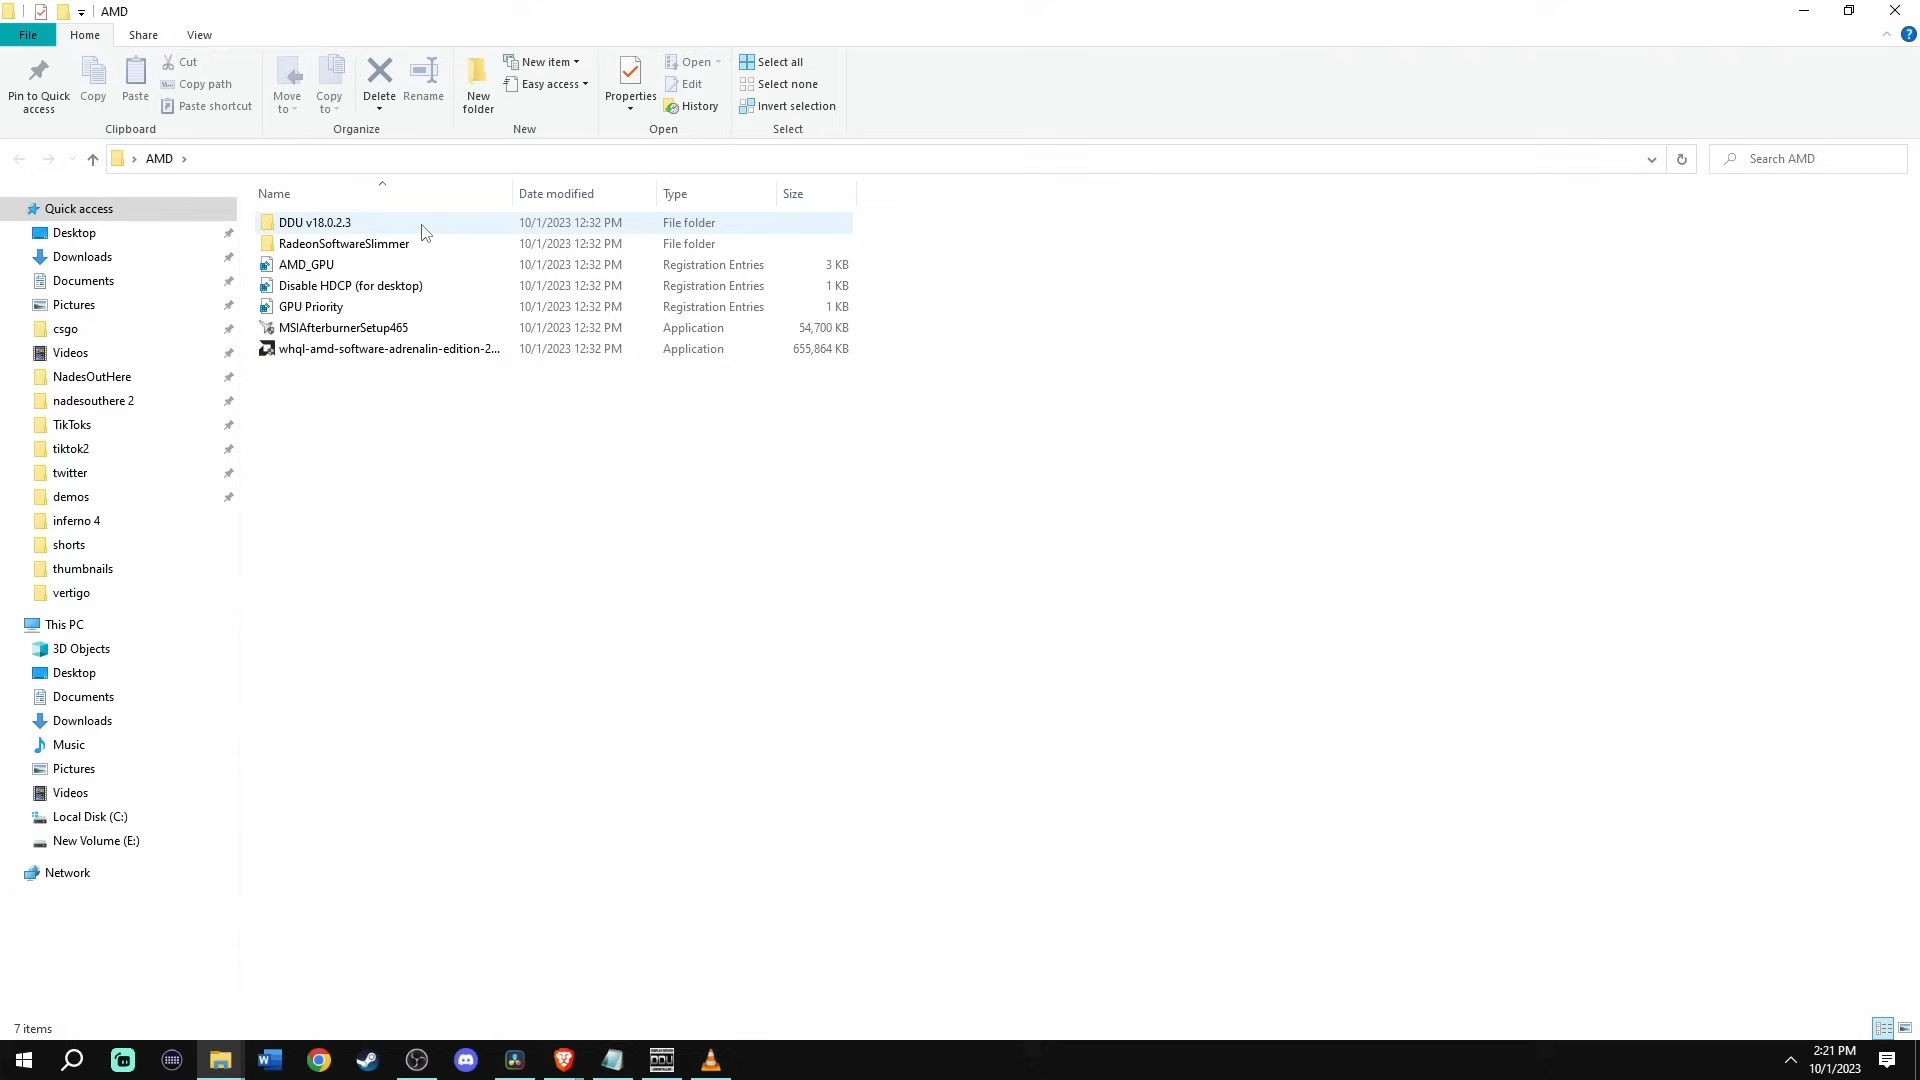 AMD
File Home Share View
Pin to Quick access
Copy
Paste
Cut
Copy path
Paste shortcut
Clipboard
Move to
Copy to
Delete
Rename
Organize
New folder
New item
Easy access
New
Properties
Open
Edit
History
Open
Select all
Select none
Invert selection
Select
AMD
Search AMD
Name Date modified Type Size
DDU v18.0.2.3 10/1/2023 12:32 PM File folder
RadeonSoftwareSlimmer 10/1/2023 12:32 PM File folder
AMD_GPU 10/1/2023 12:32 PM Registration Entries 3 KB
Disable HDCP (for desktop) 10/1/2023 12:32 PM Registration Entries 1 KB
GPU Priority 10/1/2023 12:32 PM Registration Entries 1 KB
MSIAfterburnerSetup465 10/1/2023 12:32 PM Application 54,700 KB
whql-amd-software-adrenalin-edition-2... 10/1/2023 12:32 PM Application 655,864 KB
Quick access
Desktop
Downloads
Documents
Pictures
csgo
Videos
NadesOutHere
nadesouthere 2
TikToks
tiktok2
twitter
demos
inferno 4
shorts
thumbnails
vertigo
This PC
3D Objects
Desktop
Documents
Downloads
Music
Pictures
Videos
Local Disk (C:)
New Volume (E:)
Network
7 items
DDU
2:21 PM
10/1/2023